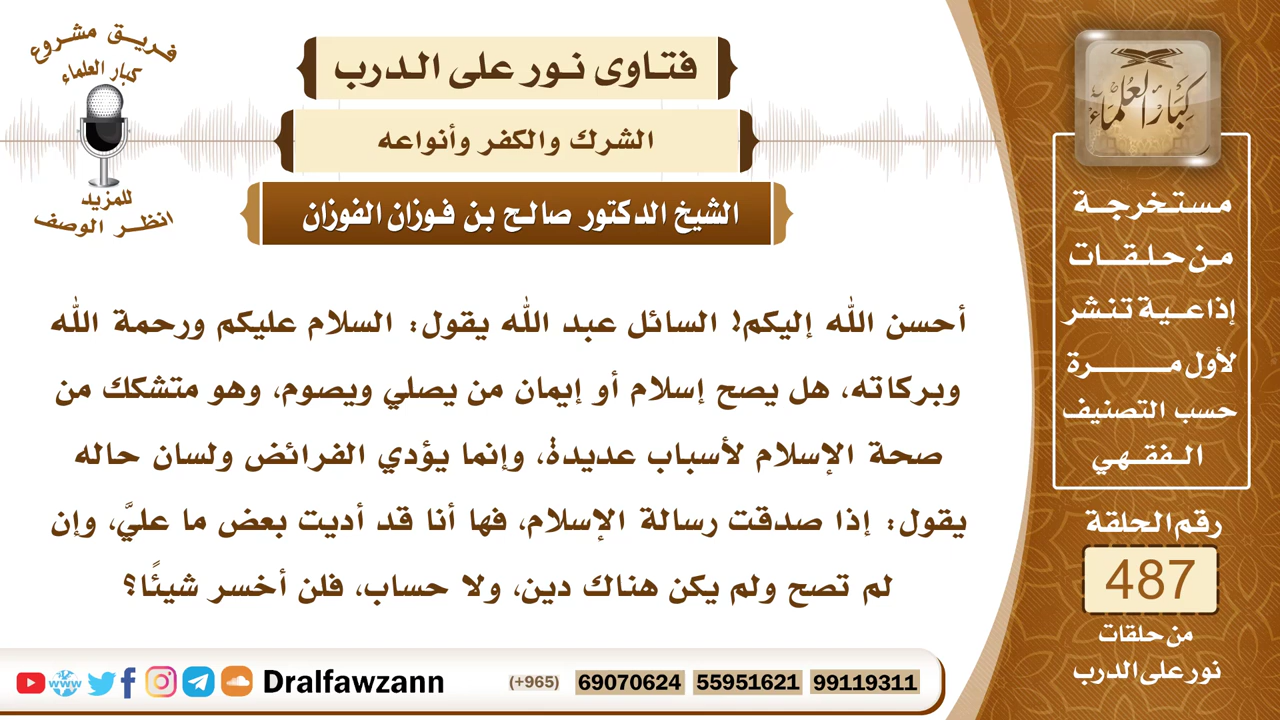 فريق مشروع
كبار العلماء
للمزيد
انظر الوصف
فتاوى نور على الدرب
الشرك والكفر وأنواعه
الشيخ الدكتور صالح بن فوزان الفوزان
أحسن الله إليكم! السائل عبد الله يقول: السلام عليكم ورحمة الله
وبركاته، هل يصح إسلام أو إيمان من يصلي ويصوم، وهو متشكك من
صحة الإسلام لأسباب عديدة، وإنما يؤدي الفرائض ولسان حاله
يقول: إذا صدقت رسالة الإسلام، فها أنا قد أديت بعض ما عليَّ، وإن
لم تصح ولم يكن هناك دين، ولا حساب، فلن أخسر شيئًا؟
كبار العلماء
مستخرجة
من حلقات
إذاعية تنشر
لأول مرة
حسب التصنيف
الفقهي
رقم الحلقة
487
من حلقات
نور على الدرب
www
Dralfawzann
(+965) 69070624 55951621 99119311